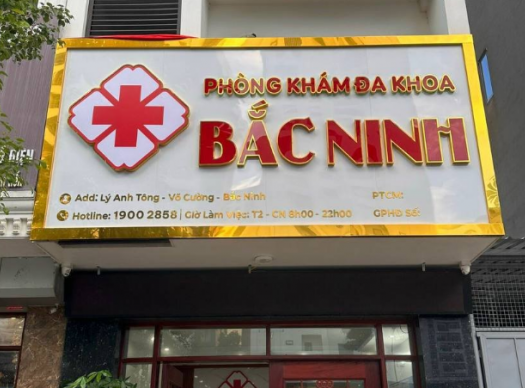 PHÒNG KHÁM ĐA KHOA
BẮC NINH
Add: Lý Anh Tông - Võ Cường - Bắc Ninh
PTCM:
Hotline: 1900 2858 | Giờ Làm Việc: T2 - CN 8h00 - 22h00
GPHĐ Số: